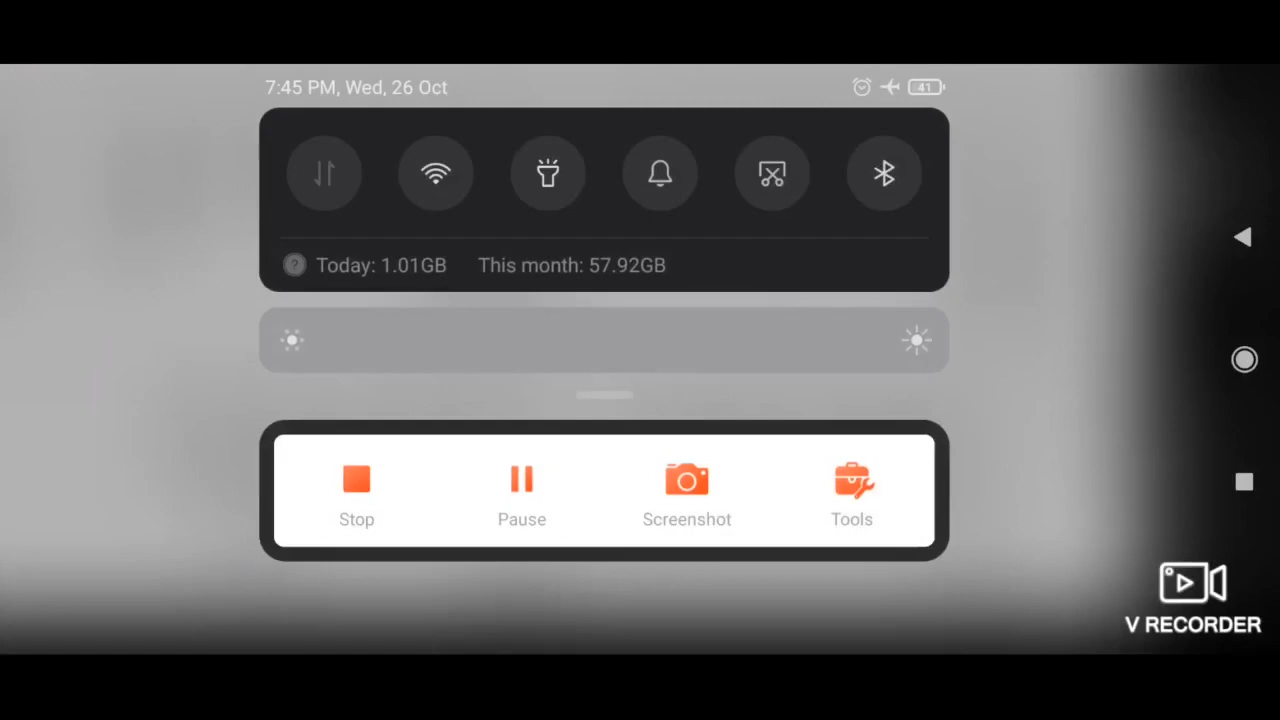 7:45 PM, Wed, 26 Oct
41
? Today: 1.01GB This month: 57.92GB
Stop Pause Screenshot Tools
V RECORDER